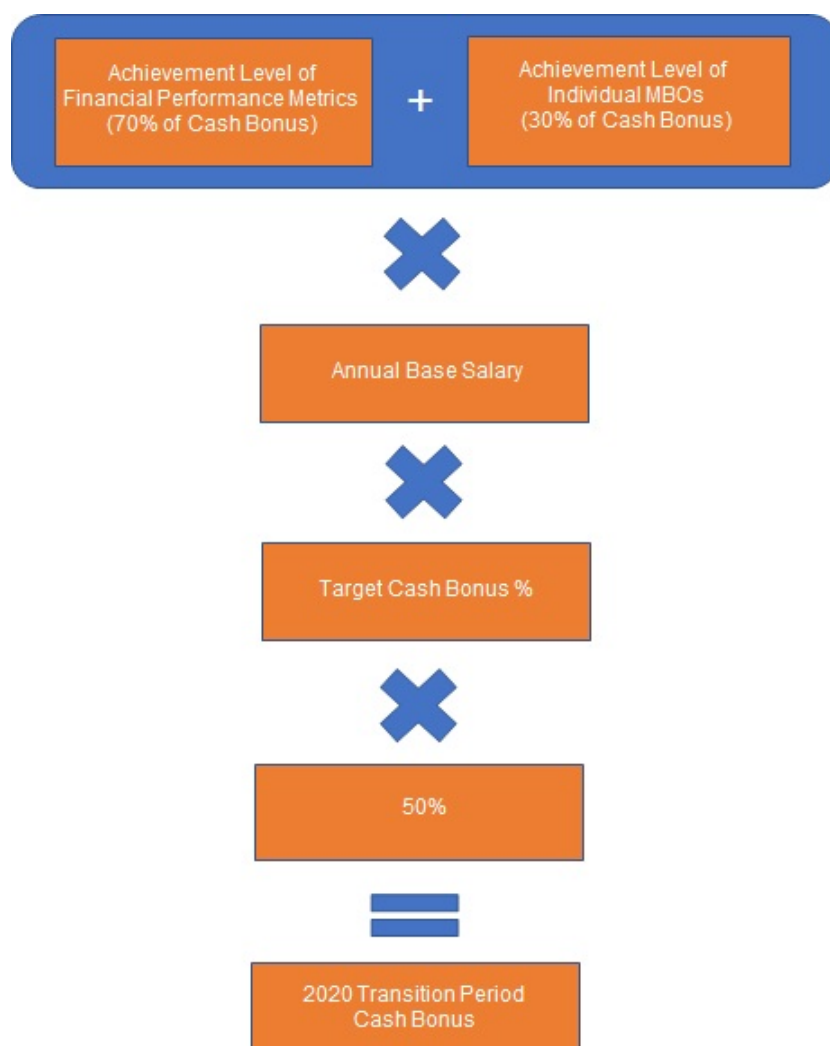 Achievement Level of
Financial Performance Metrics
(70% of Cash Bonus)
+
Achievement Level of
Individual MBOs
(30% of Cash Bonus)
Annual Base Salary
Target Cash Bonus %
50%
2020 Transition Period
Cash Bonus